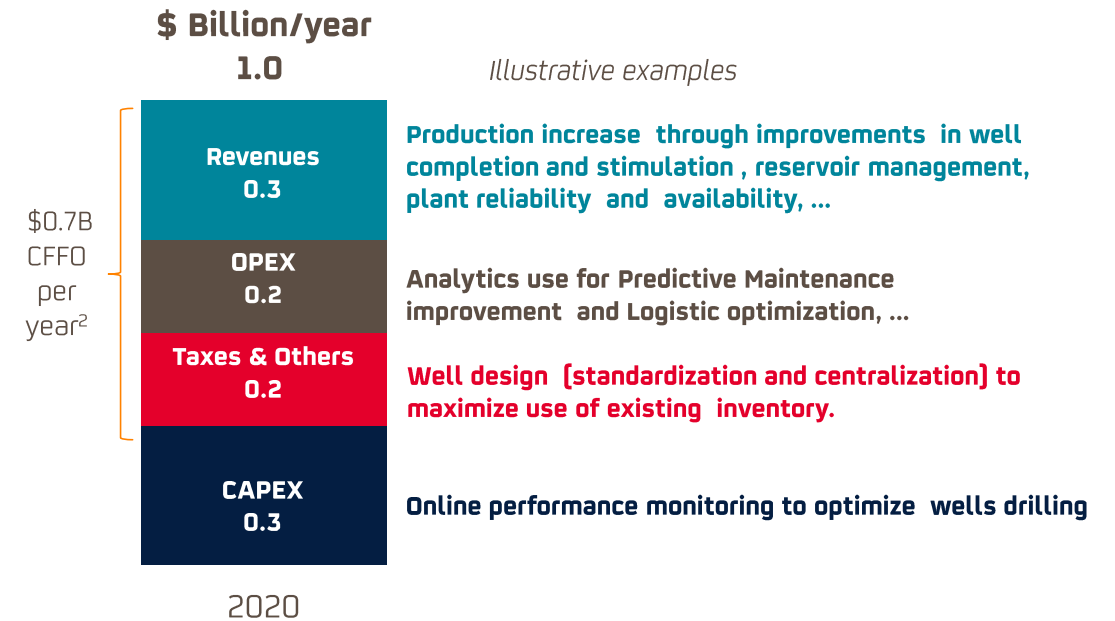 $ Billion/year
1.0
Illustrative examples
Revenues
0.3
Production increase through improvements in well
completion and stimulation , reservoir management,
plant reliability and availability, ...
$0.7B
CFFO
per
year²
OPEX
0.2
Analytics use for Predictive Maintenance
improvement and Logistic optimization, ...
Taxes & Others
0.2
Well design (standardization and centralization) to
maximize use of existing inventory.
CAPEX
0.3
Online performance monitoring to optimize wells drilling
2020